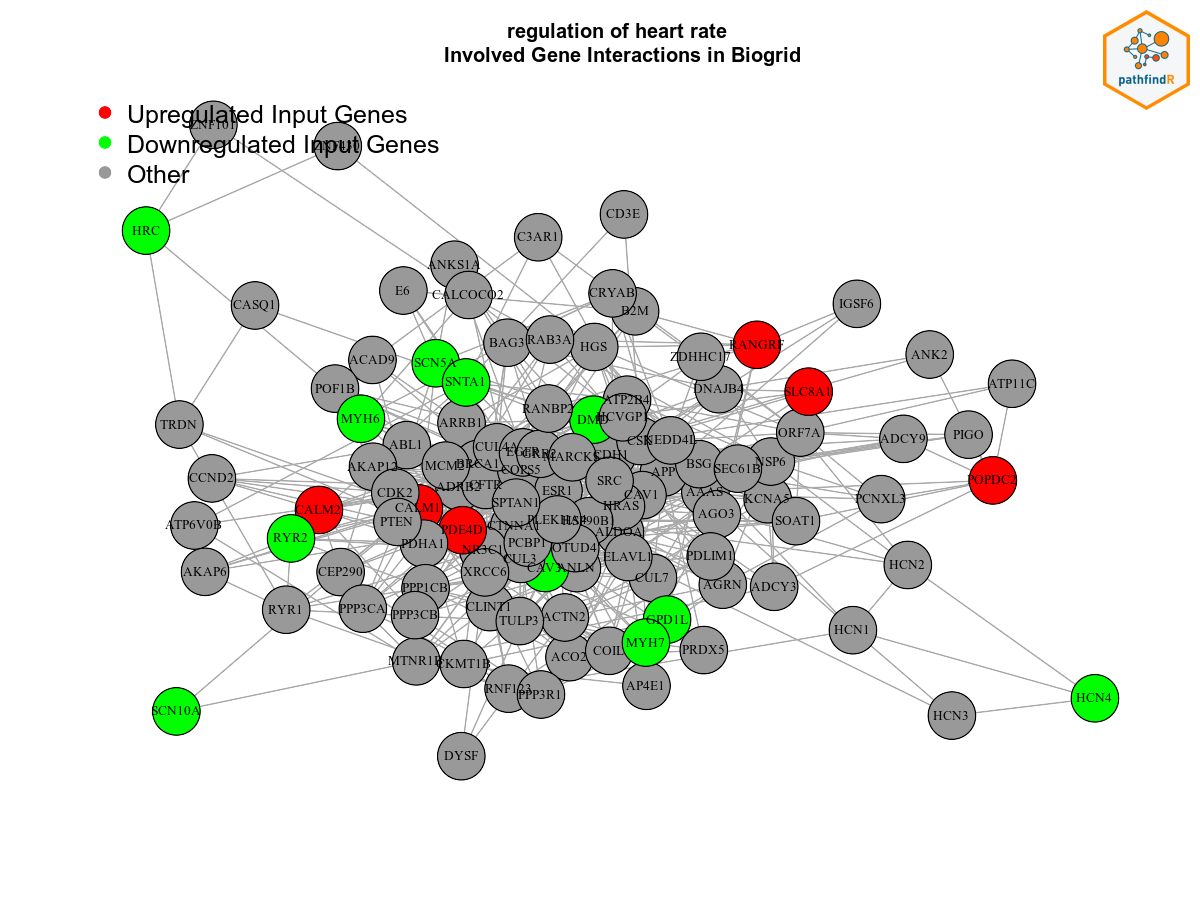 regulation of heart rate
Involved Gene Interactions in Biogrid
pathfindR
Upregulated Input Genes
Downregulated Input Genes
Other
ZNF101
HRC
CD3E
C3AR1
ANKS1A
E6
CALCOCO2
CRYAB
B2M
IGSF6
CASQ1
BAG3
RAB3A
HGS
RANGRF
ZDHHC17
ANK2
ACAD9
SCN5A
SNTA1
POF1B
DNAJB4
SLC8A1
ATP11C
MYH6
ARRB1
RANBP2
DMD
ATP2B4
HCVGP1
TRDN
ABL1
CUL4A
NEDD4L
ORF7A
ADCY9
PIGO
AKAP12
MCM2
BRCA1
EGFR
MARCKS
CDH1
COPS5
APP
BSG
SEC61B
NSP6
CCND2
CDK2
ADRB2
CFTR
ESR1
SRC
CAV1
AAAS
KCNA5
PCNXL3
POPDC2
CALM2
CALM1
SPTAN1
HRAS
AGO3
SOAT1
ATP6V0B
PTEN
PDE4D
CTNNA1
HSP90B1
ALDOA
RYR2
PDHA1
NR3C1
PCBP1
OTUD4
ELAVL1
PDLIM1
AKAP6
CEP290
XRCC6
CUL3
CAV3
ANLN
CUL7
AGRN
ADCY3
HCN2
RYR1
PPP3CA
PPP1CB
PPP3CB
CLINT1
TULP3
ACTN2
GPD1L
MYH7
HCN1
MTNR1B
CKMT1B
ACO2
COIL
PRDX5
RNF123
PPP3R1
AP4E1
SCN10A
HCN3
HCN4
DYSF